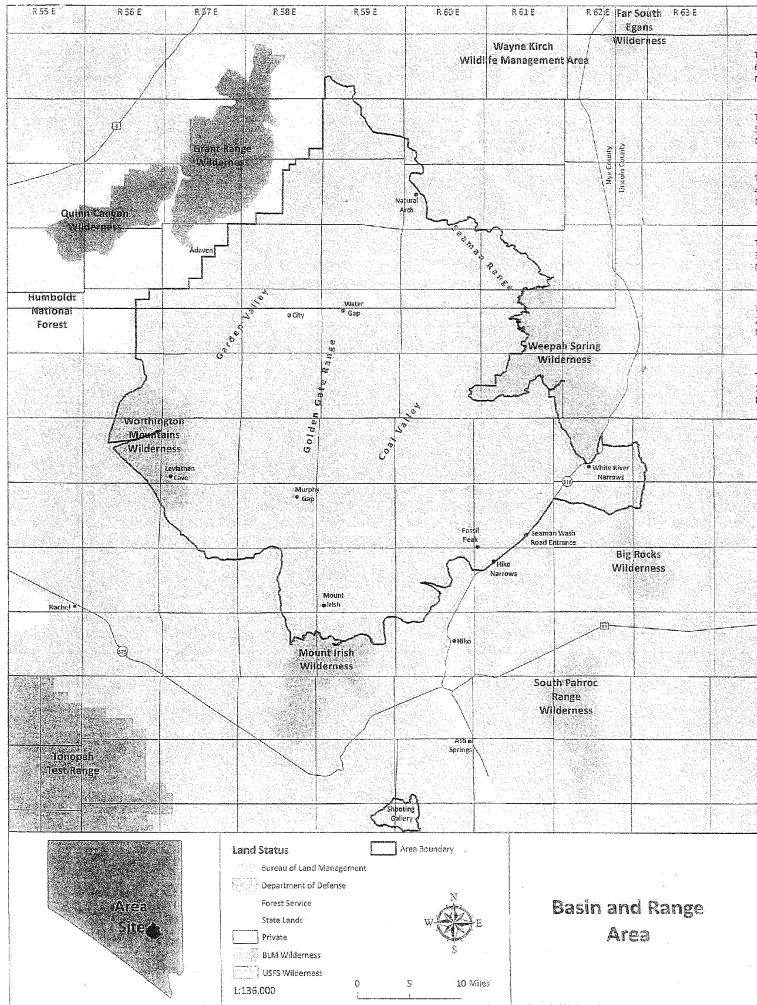 R 55 E R 56 E R 57 E R 58 E R 59 E R 60 E R 61 E R 62 E R 63 E
Far South
Egans
Wilderness
Wayne Kirch
Wildlife Management Area
6
Grant Range
Wilderness
Nye County
Lincoln County
Natural
Arch
Quinn Canyon
Wilderness
Seaman Range
Adaven
Humboldt
National
Forest
Water
Gap
City
Garden Valley
Weepah Spring
Wilderness
Golden Gate Range
Coal Valley
Worthington
Mountains
Wilderness
Leviathan
Cave
White River
Narrows
318
Murphy
Gap
Fossil
Peak
Seaman Wash
Road Entrance
Big Rocks
Wilderness
Hiko
Narrows
Mount
Irish
Rachel
93
Hiko
375
Mount Irish
Wilderness
South Pahroc
Range
Wilderness
Ash
Springs
Tonopah
Test Range
Shooting
Gallery
Land Status
Area Boundary
Bureau of Land Management
Department of Defense
Forest Service
State Lands
Private
BLM Wilderness
USFS Wilderness
1:136,000
0 5 10 Miles
N
W E
S
Area
Site
Basin and Range
Area